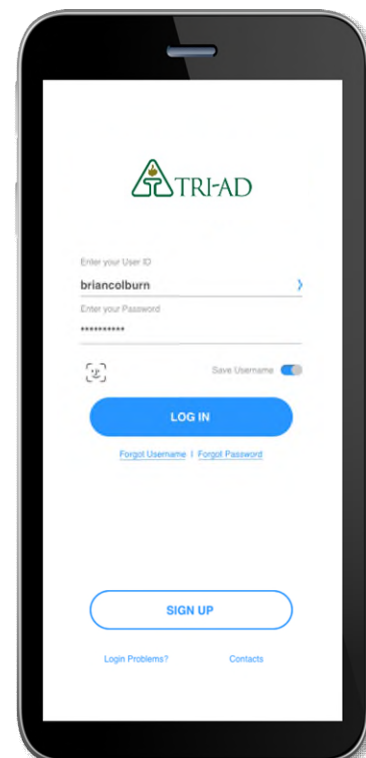 TRI-AD
Enter your User ID
briancolburn
Enter your Password
**********
Save Username
LOG IN
Forgot Username | Forgot Password
SIGN UP
Login Problems? Contacts